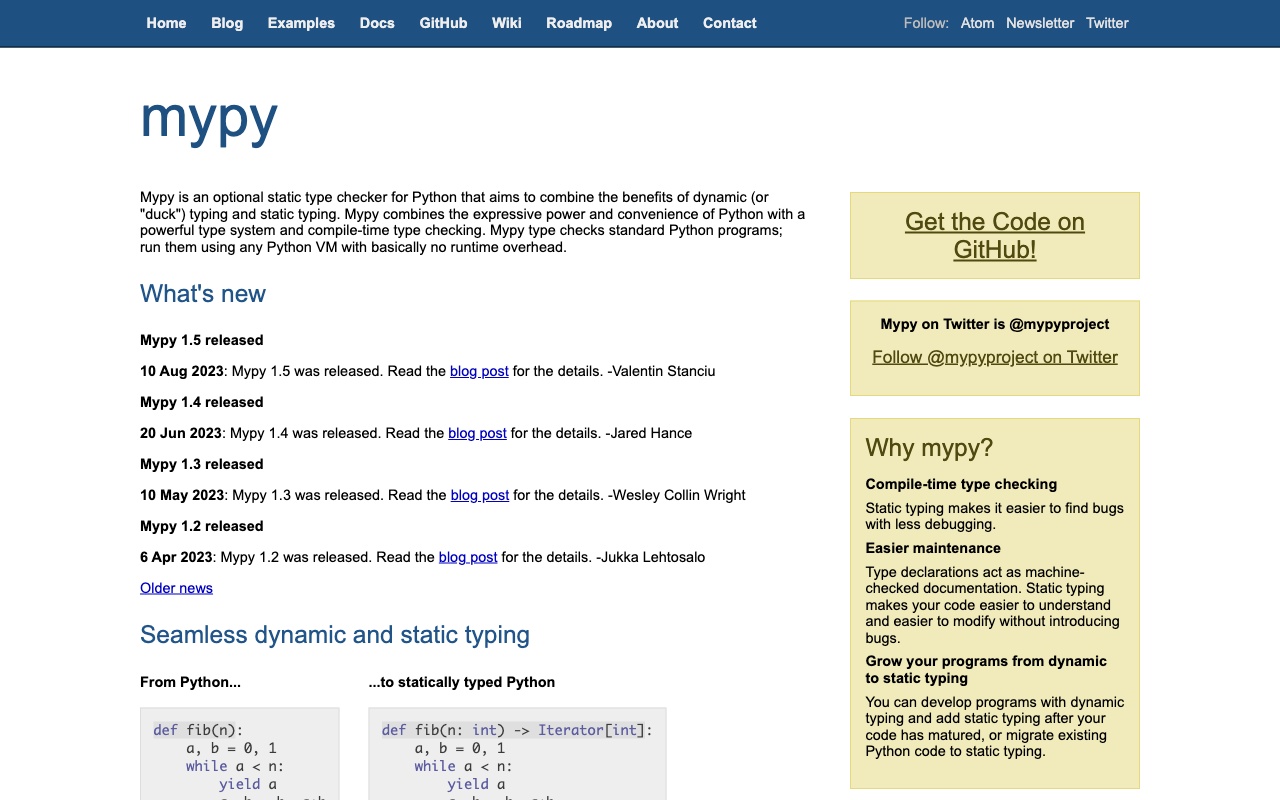 Home Blog Examples Docs GitHub Wiki Roadmap About Contact Follow: Atom Newsletter Twitter
mypy
Mypy is an optional static type checker for Python that aims to combine the benefits of dynamic (or
"duck") typing and static typing. Mypy combines the expressive power and convenience of Python with a
powerful type system and compile-time type checking. Mypy type checks standard Python programs;
run them using any Python VM with basically no runtime overhead.
What's new
Mypy 1.5 released
10 Aug 2023: Mypy 1.5 was released. Read the blog post for the details. -Valentin Stanciu
Mypy 1.4 released
20 Jun 2023: Mypy 1.4 was released. Read the blog post for the details. -Jared Hance
Mypy 1.3 released
10 May 2023: Mypy 1.3 was released. Read the blog post for the details. -Wesley Collin Wright
Mypy 1.2 released
6 Apr 2023: Mypy 1.2 was released. Read the blog post for the details. -Jukka Lehtosalo
Older news
Seamless dynamic and static typing
From Python...
def fib(n):
    a, b = 0, 1
    while a < n:
        yield a
...to statically typed Python
def fib(n: int) -> Iterator[int]:
    a, b = 0, 1
    while a < n:
        yield a
Get the Code on
GitHub!
Mypy on Twitter is @mypyproject
Follow @mypyproject on Twitter
Why mypy?
Compile-time type checking
Static typing makes it easier to find bugs
with less debugging.
Easier maintenance
Type declarations act as machine-
checked documentation. Static typing
makes your code easier to understand
and easier to modify without introducing
bugs.
Grow your programs from dynamic
to static typing
You can develop programs with dynamic
typing and add static typing after your
code has matured, or migrate existing
Python code to static typing.